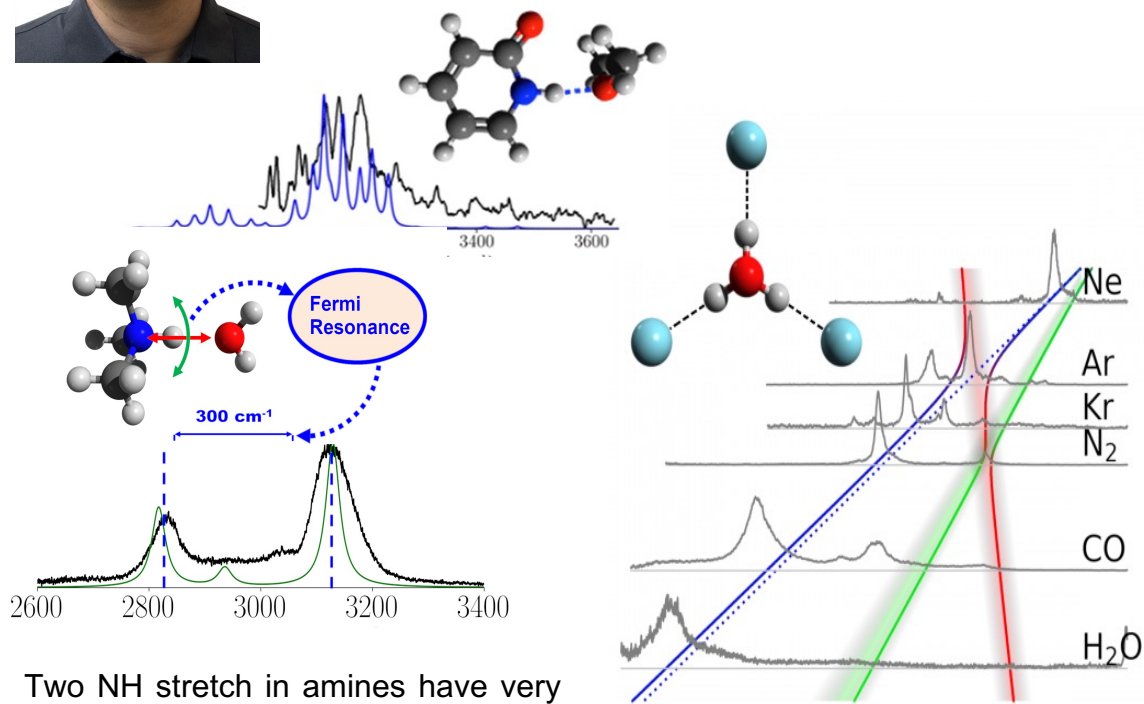 3400 3600
Fermi
Resonance
300 cm-1
2600 2800 3000 3200 3400
Two NH stretch in amines have very
Ne
Ar
Kr
N2
CO
H2O